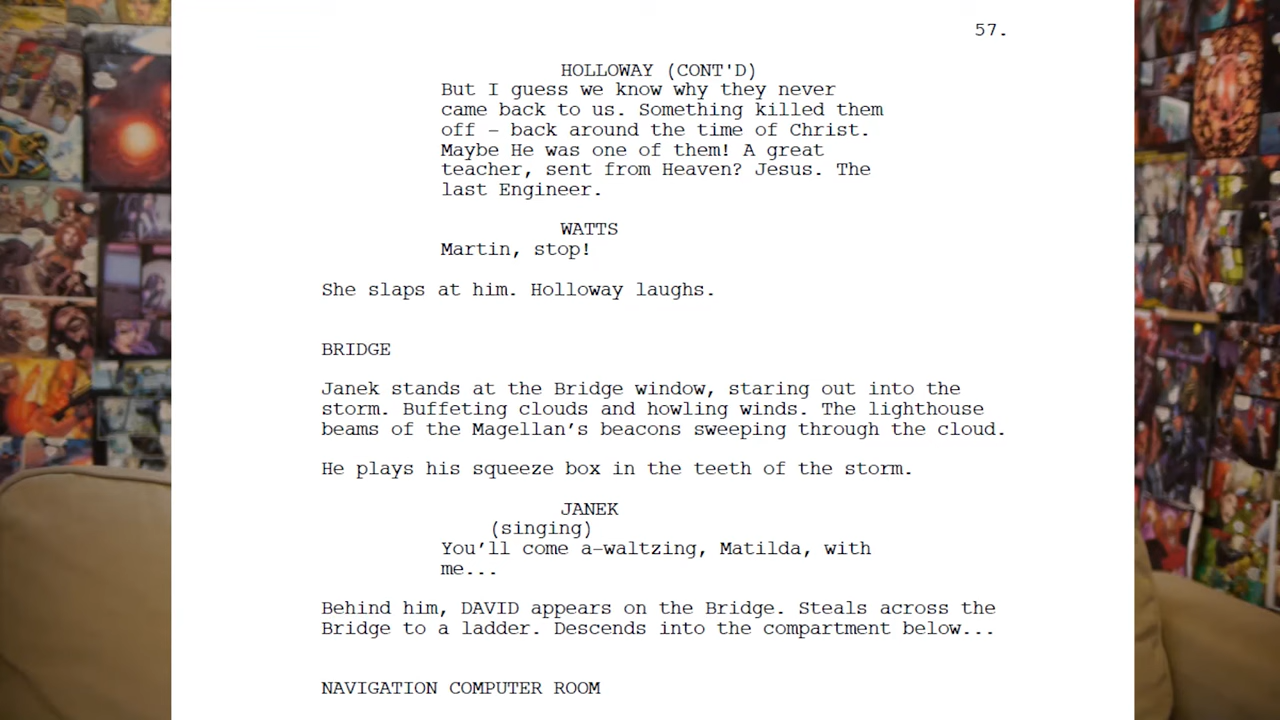 57.
HOLLOWAY (CONT'D)
But I guess we know why they never
came back to us. Something killed them
off – back around the time of Christ.
Maybe He was one of them! A great
teacher, sent from Heaven? Jesus. The
last Engineer.
WATTS
Martin, stop!
She slaps at him. Holloway laughs.
BRIDGE
Janek stands at the Bridge window, staring out into the
storm. Buffeting clouds and howling winds. The lighthouse
beams of the Magellan’s beacons sweeping through the cloud.
He plays his squeeze box in the teeth of the storm.
JANEK
(singing)
You’ll come a-waltzing, Matilda, with
me...
Behind him, DAVID appears on the Bridge. Steals across the
Bridge to a ladder. Descends into the compartment below...
NAVIGATION COMPUTER ROOM